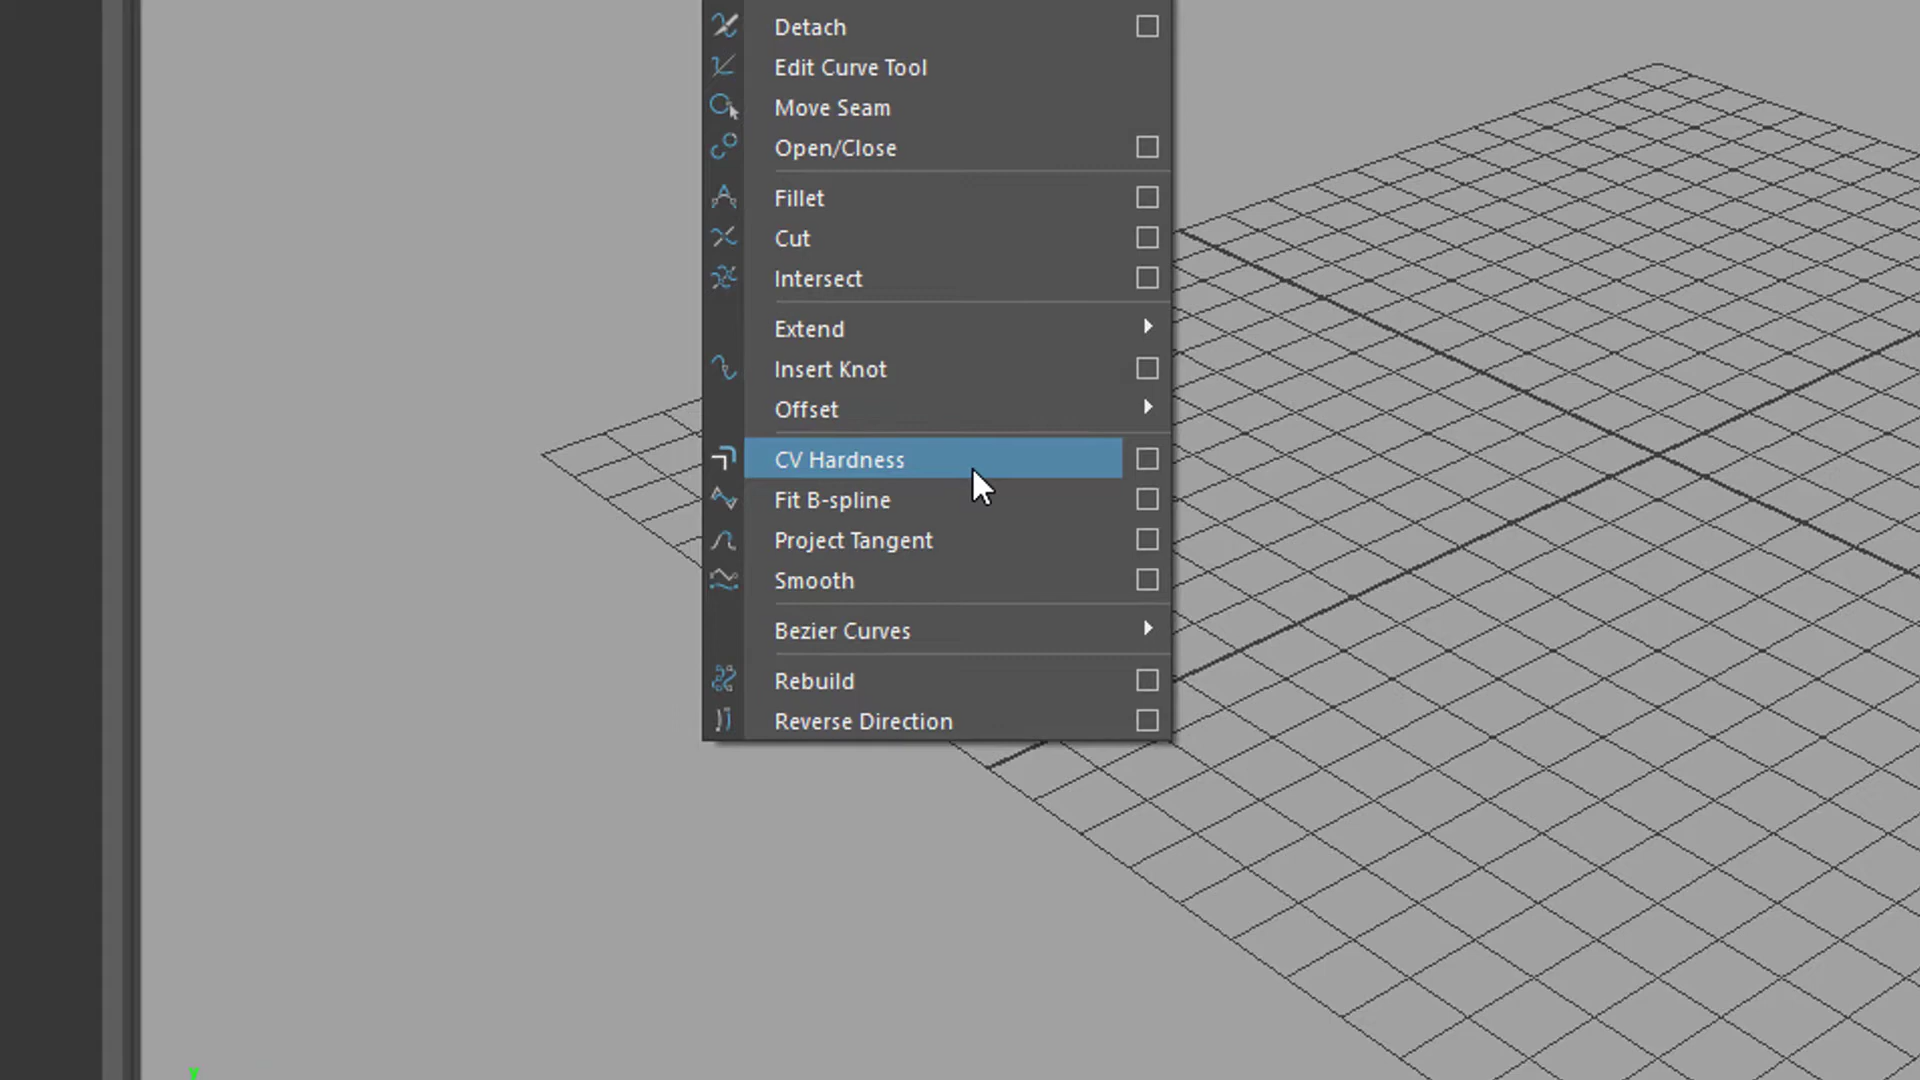 Detach
Edit Curve Tool
Move Seam
Open/Close
Fillet
Cut
Intersect
Extend
Insert Knot
Offset
CV Hardness
Fit B-spline
Project Tangent
Smooth
Bezier Curves
Rebuild
Reverse Direction